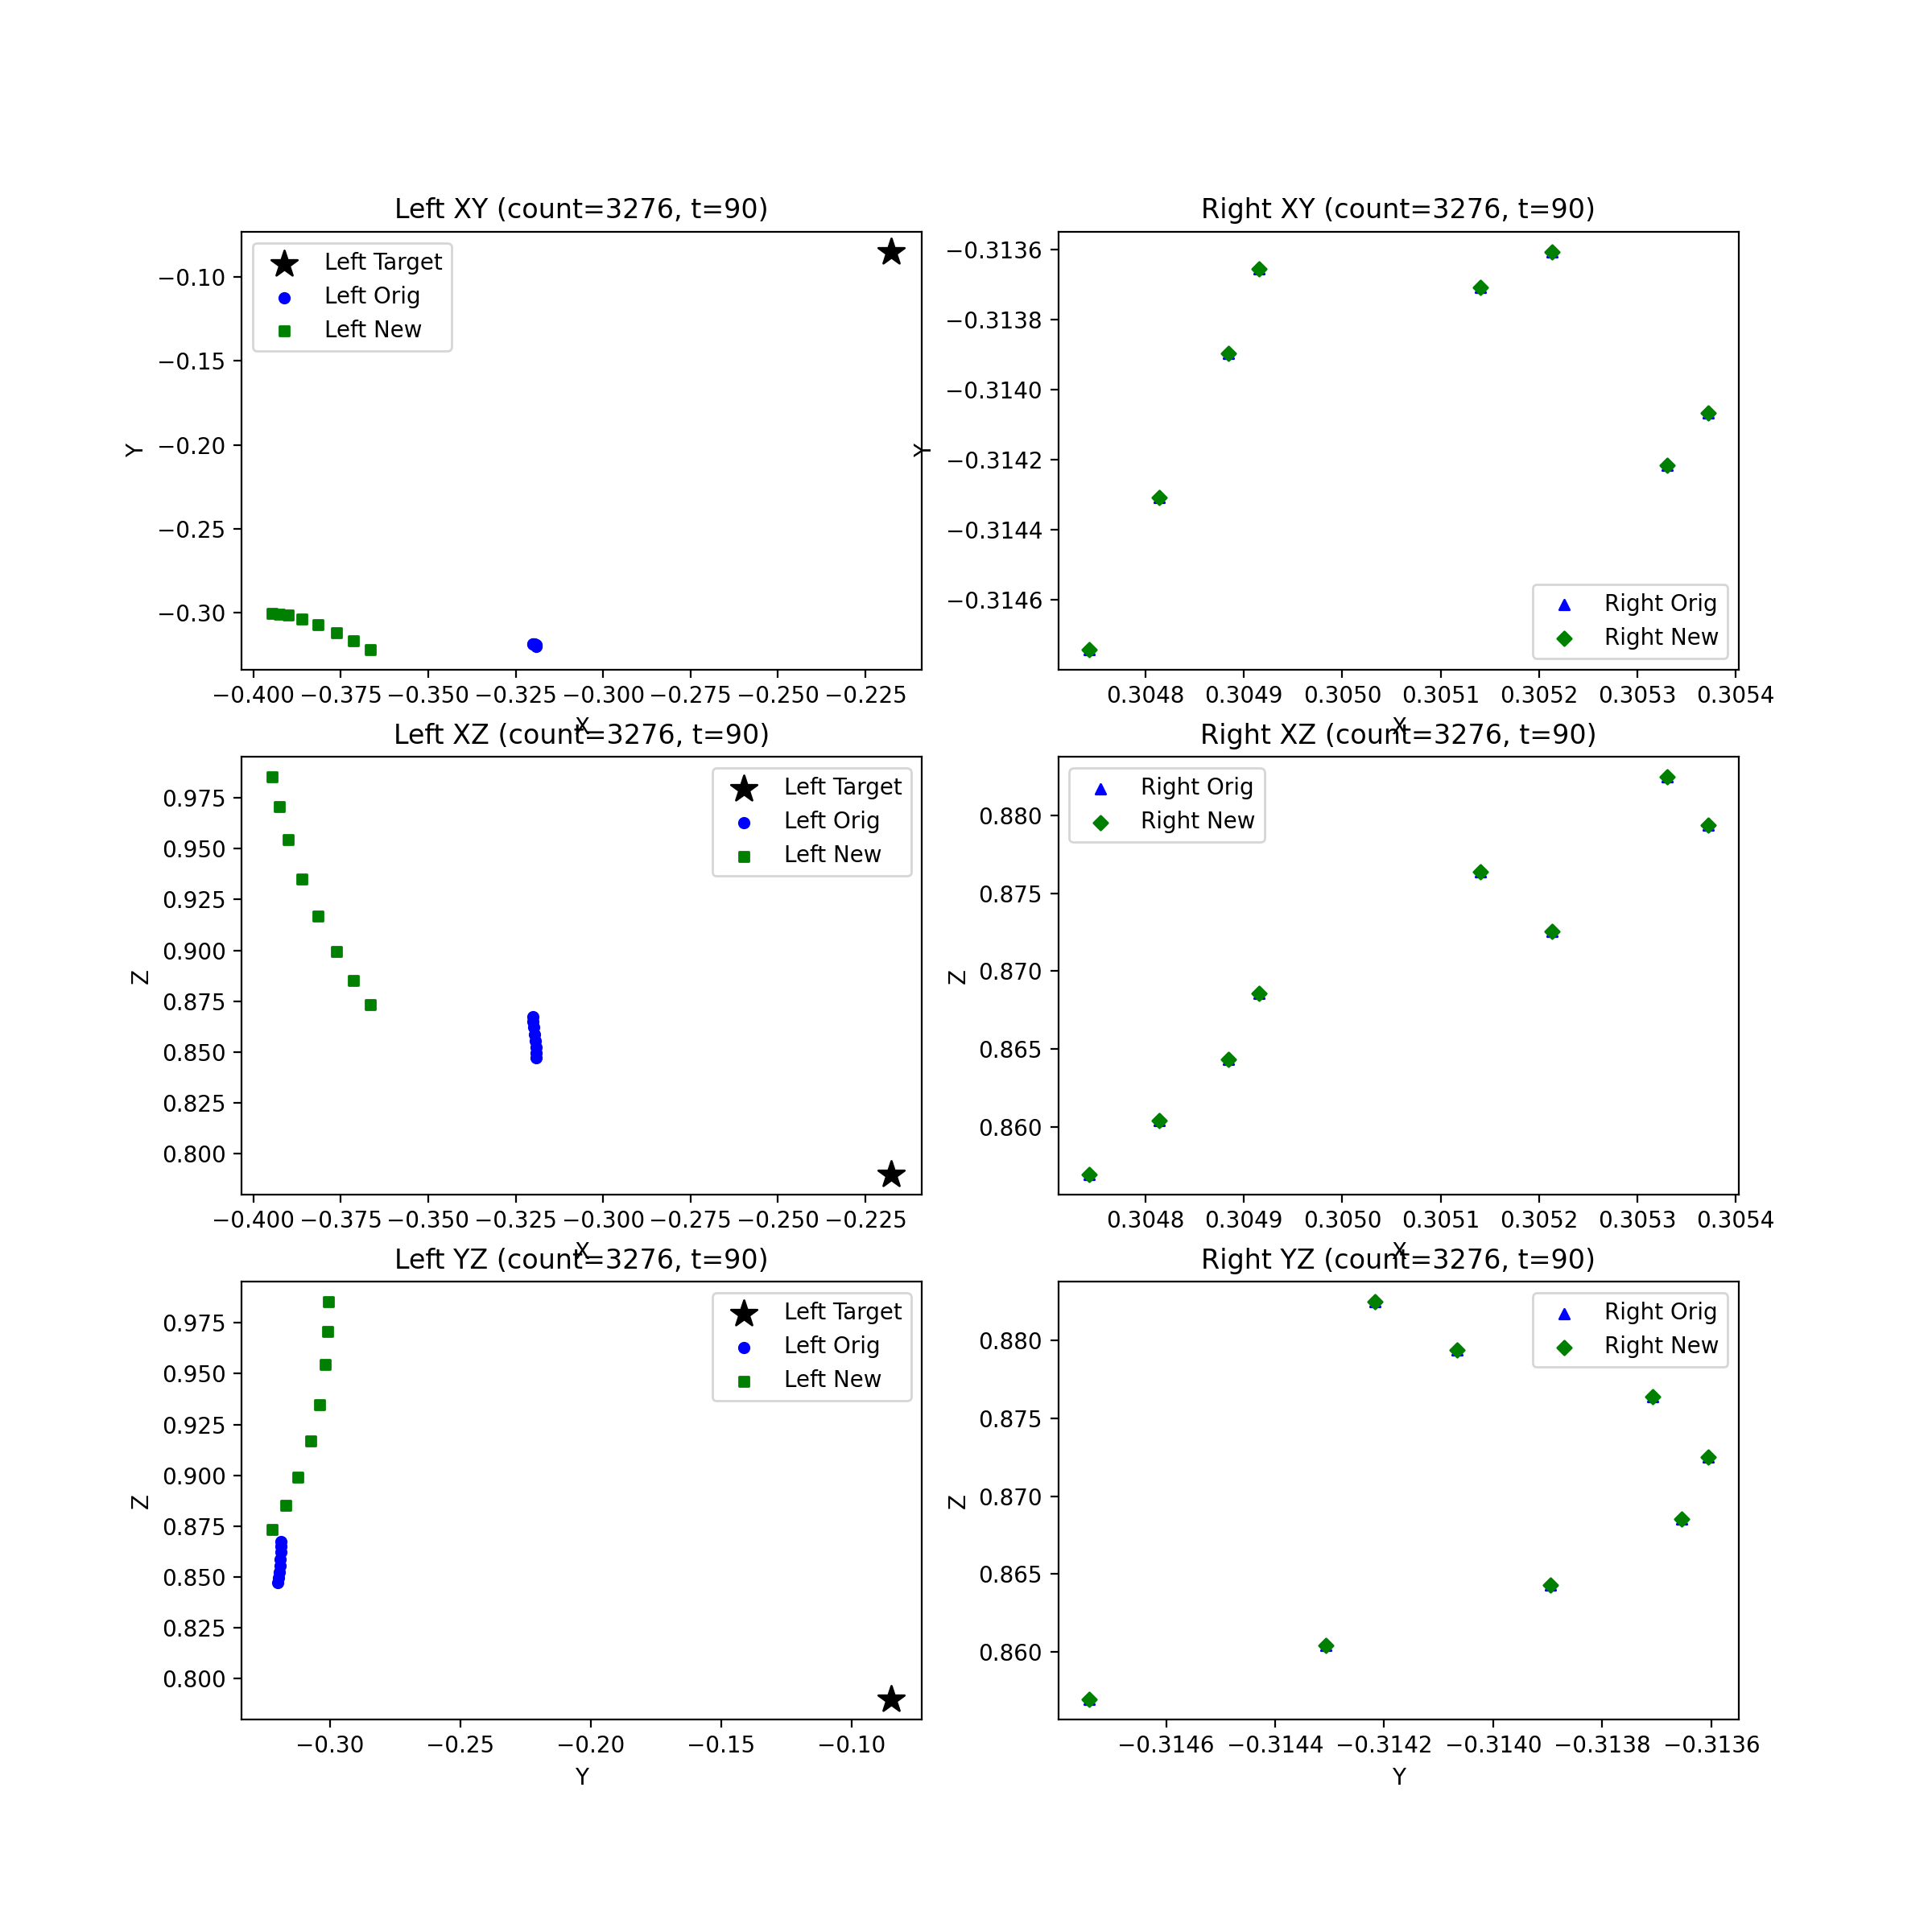 Left XY (count=3276, t=90)
Left Target
Left Orig
Left New
−0.10
−0.15
−0.20
−0.25
−0.30
Y
−0.400 −0.375 −0.350 −0.325 −0.300 −0.275 −0.250 −0.225
X
Right XY (count=3276, t=90)
−0.3136
−0.3138
−0.3140
−0.3142
−0.3144
−0.3146
Y
Right Orig
Right New
0.3048 0.3049 0.3050 0.3051 0.3052 0.3053 0.3054
X
Left XZ (count=3276, t=90)
Left Target
Left Orig
Left New
0.975
0.950
0.925
0.900
0.875
0.850
0.825
0.800
Z
−0.400 −0.375 −0.350 −0.325 −0.300 −0.275 −0.250 −0.225
X
Right XZ (count=3276, t=90)
Right Orig
Right New
0.880
0.875
0.870
0.865
0.860
Z
0.3048 0.3049 0.3050 0.3051 0.3052 0.3053 0.3054
X
Left YZ (count=3276, t=90)
Left Target
Left Orig
Left New
0.975
0.950
0.925
0.900
0.875
0.850
0.825
0.800
Z
−0.30 −0.25 −0.20 −0.15 −0.10
Y
Right YZ (count=3276, t=90)
Right Orig
Right New
0.880
0.875
0.870
0.865
0.860
Z
−0.3146 −0.3144 −0.3142 −0.3140 −0.3138 −0.3136
Y